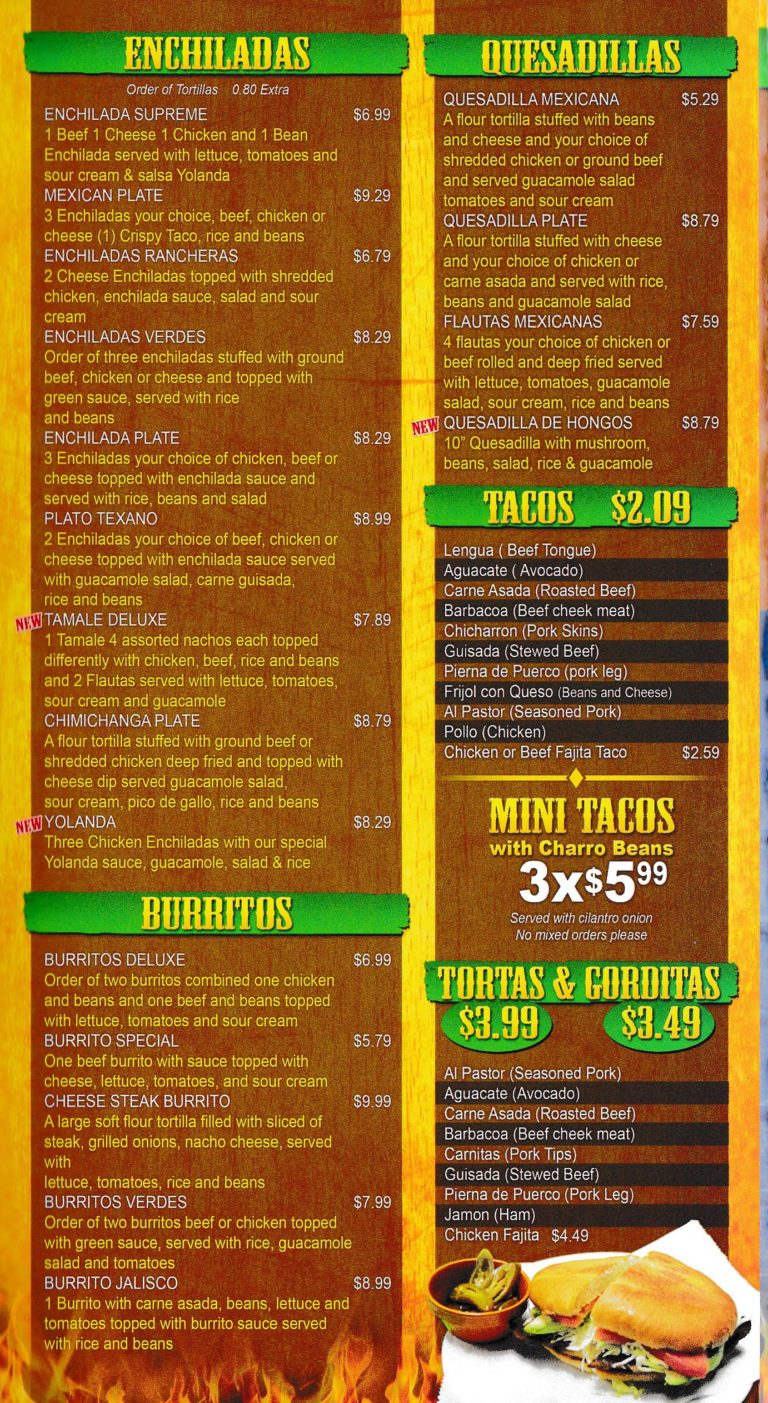 ENCHILADAS
Order of Tortillas 0.80 Extra
ENCHILADA SUPREME $6.99
1 Beef 1 Cheese 1 Chicken and 1 Bean
Enchilada served with lettuce, tomatoes and
sour cream & salsa Yolanda
MEXICAN PLATE $9.29
3 Enchiladas your choice, beef, chicken or
cheese (1) Crispy Taco, rice and beans
ENCHILADAS RANCHERAS $6.79
2 Cheese Enchiladas topped with shredded
chicken, enchilada sauce, salad and sour
cream
ENCHILADAS VERDES $8.29
Order of three enchiladas stuffed with ground
beef, chicken or cheese and topped with
green sauce, served with rice
and beans
ENCHILADA PLATE $8.29
3 Enchiladas your choice of chicken, beef or
cheese topped with enchilada sauce and
served with rice, beans and salad
PLATO TEXANO $8.99
2 Enchiladas your choice of beef, chicken or
cheese topped with enchilada sauce served
with guacamole salad, carne guisada,
rice and beans
NEW TAMALE DELUXE $7.89
1 Tamale 4 assorted nachos each topped
differently with chicken, beef, rice and beans
and 2 Flautas served with lettuce, tomatoes,
sour cream and guacamole
CHIMICHANGA PLATE $8.79
A flour tortilla stuffed with ground beef or
shredded chicken deep fried and topped with
cheese dip served guacamole salad,
sour cream, pico de gallo, rice and beans
NEW YOLANDA $8.29
Three Chicken Enchiladas with our special
Yolanda sauce, guacamole, salad & rice
BURRITOS
BURRITOS DELUXE $6.99
Order of two burritos combined one chicken
and beans and one beef and beans topped
with lettuce, tomatoes and sour cream
BURRITO SPECIAL $5.79
One beef burrito with sauce topped with
cheese, lettuce, tomatoes, and sour cream
CHEESE STEAK BURRITO $9.99
A large soft flour tortilla filled with sliced of
steak, grilled onions, nacho cheese, served
with
lettuce, tomatoes, rice and beans
BURRITOS VERDES $7.99
Order of two burritos beef or chicken topped
with green sauce, served with rice, guacamole
salad and tomatoes
BURRITO JALISCO $8.99
1 Burrito with carne asada, beans, lettuce and
tomatoes topped with burrito sauce served
with rice and beans
QUESADILLAS
QUESADILLA MEXICANA $5.29
A flour tortilla stuffed with beans
and cheese and your choice of
shredded chicken or ground beef
and served guacamole salad
tomatoes and sour cream
QUESADILLA PLATE $8.79
A flour tortilla stuffed with cheese
and your choice of chicken or
carne asada and served with rice,
beans and guacamole salad
FLAUTAS MEXICANAS $7.59
4 flautas your choice of chicken or
beef rolled and deep fried served
with lettuce, tomatoes, guacamole
salad, sour cream, rice and beans
NEW QUESADILLA DE HONGOS $8.79
10" Quesadilla with mushroom,
beans, salad, rice & guacamole
TACOS $2.09
Lengua ( Beef Tongue)
Aguacate ( Avocado)
Carne Asada (Roasted Beef)
Barbacoa (Beef cheek meat)
Chicharron (Pork Skins)
Guisada (Stewed Beef)
Pierna de Puerco (pork leg)
Frijol con Queso (Beans and Cheese)
Al Pastor (Seasoned Pork)
Pollo (Chicken)
Chicken or Beef Fajita Taco $2.59
MINI TACOS
with Charro Beans
3x$5.99
Served with cilantro onion
No mixed orders please
TORTAS & GORDITAS
$3.99 $3.49
Al Pastor (Seasoned Pork)
Aguacate (Avocado)
Carne Asada (Roasted Beef)
Barbacoa (Beef cheek meat)
Carnitas (Pork Tips)
Guisada (Stewed Beef)
Pierna de Puerco (Pork Leg)
Jamon (Ham)
Chicken Fajita $4.49